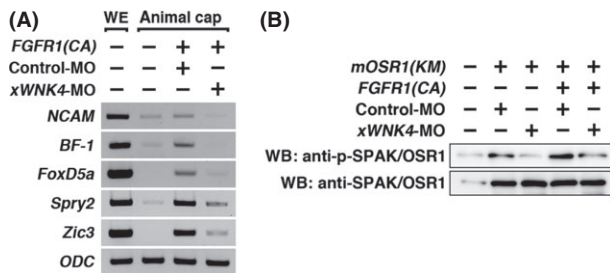 (A)
WE Animal cap
FGFR1(CA) – – + +
Control-MO – – + –
xWNK4-MO – – – +
NCAM
BF-1
FoxD5a
Spry2
Zic3
ODC
(B)
mOSR1(KM) – + + + +
FGFR1(CA) – – – + +
Control-MO – + – + –
xWNK4-MO – – + – +
WB: anti-p-SPAK/OSR1
WB: anti-SPAK/OSR1